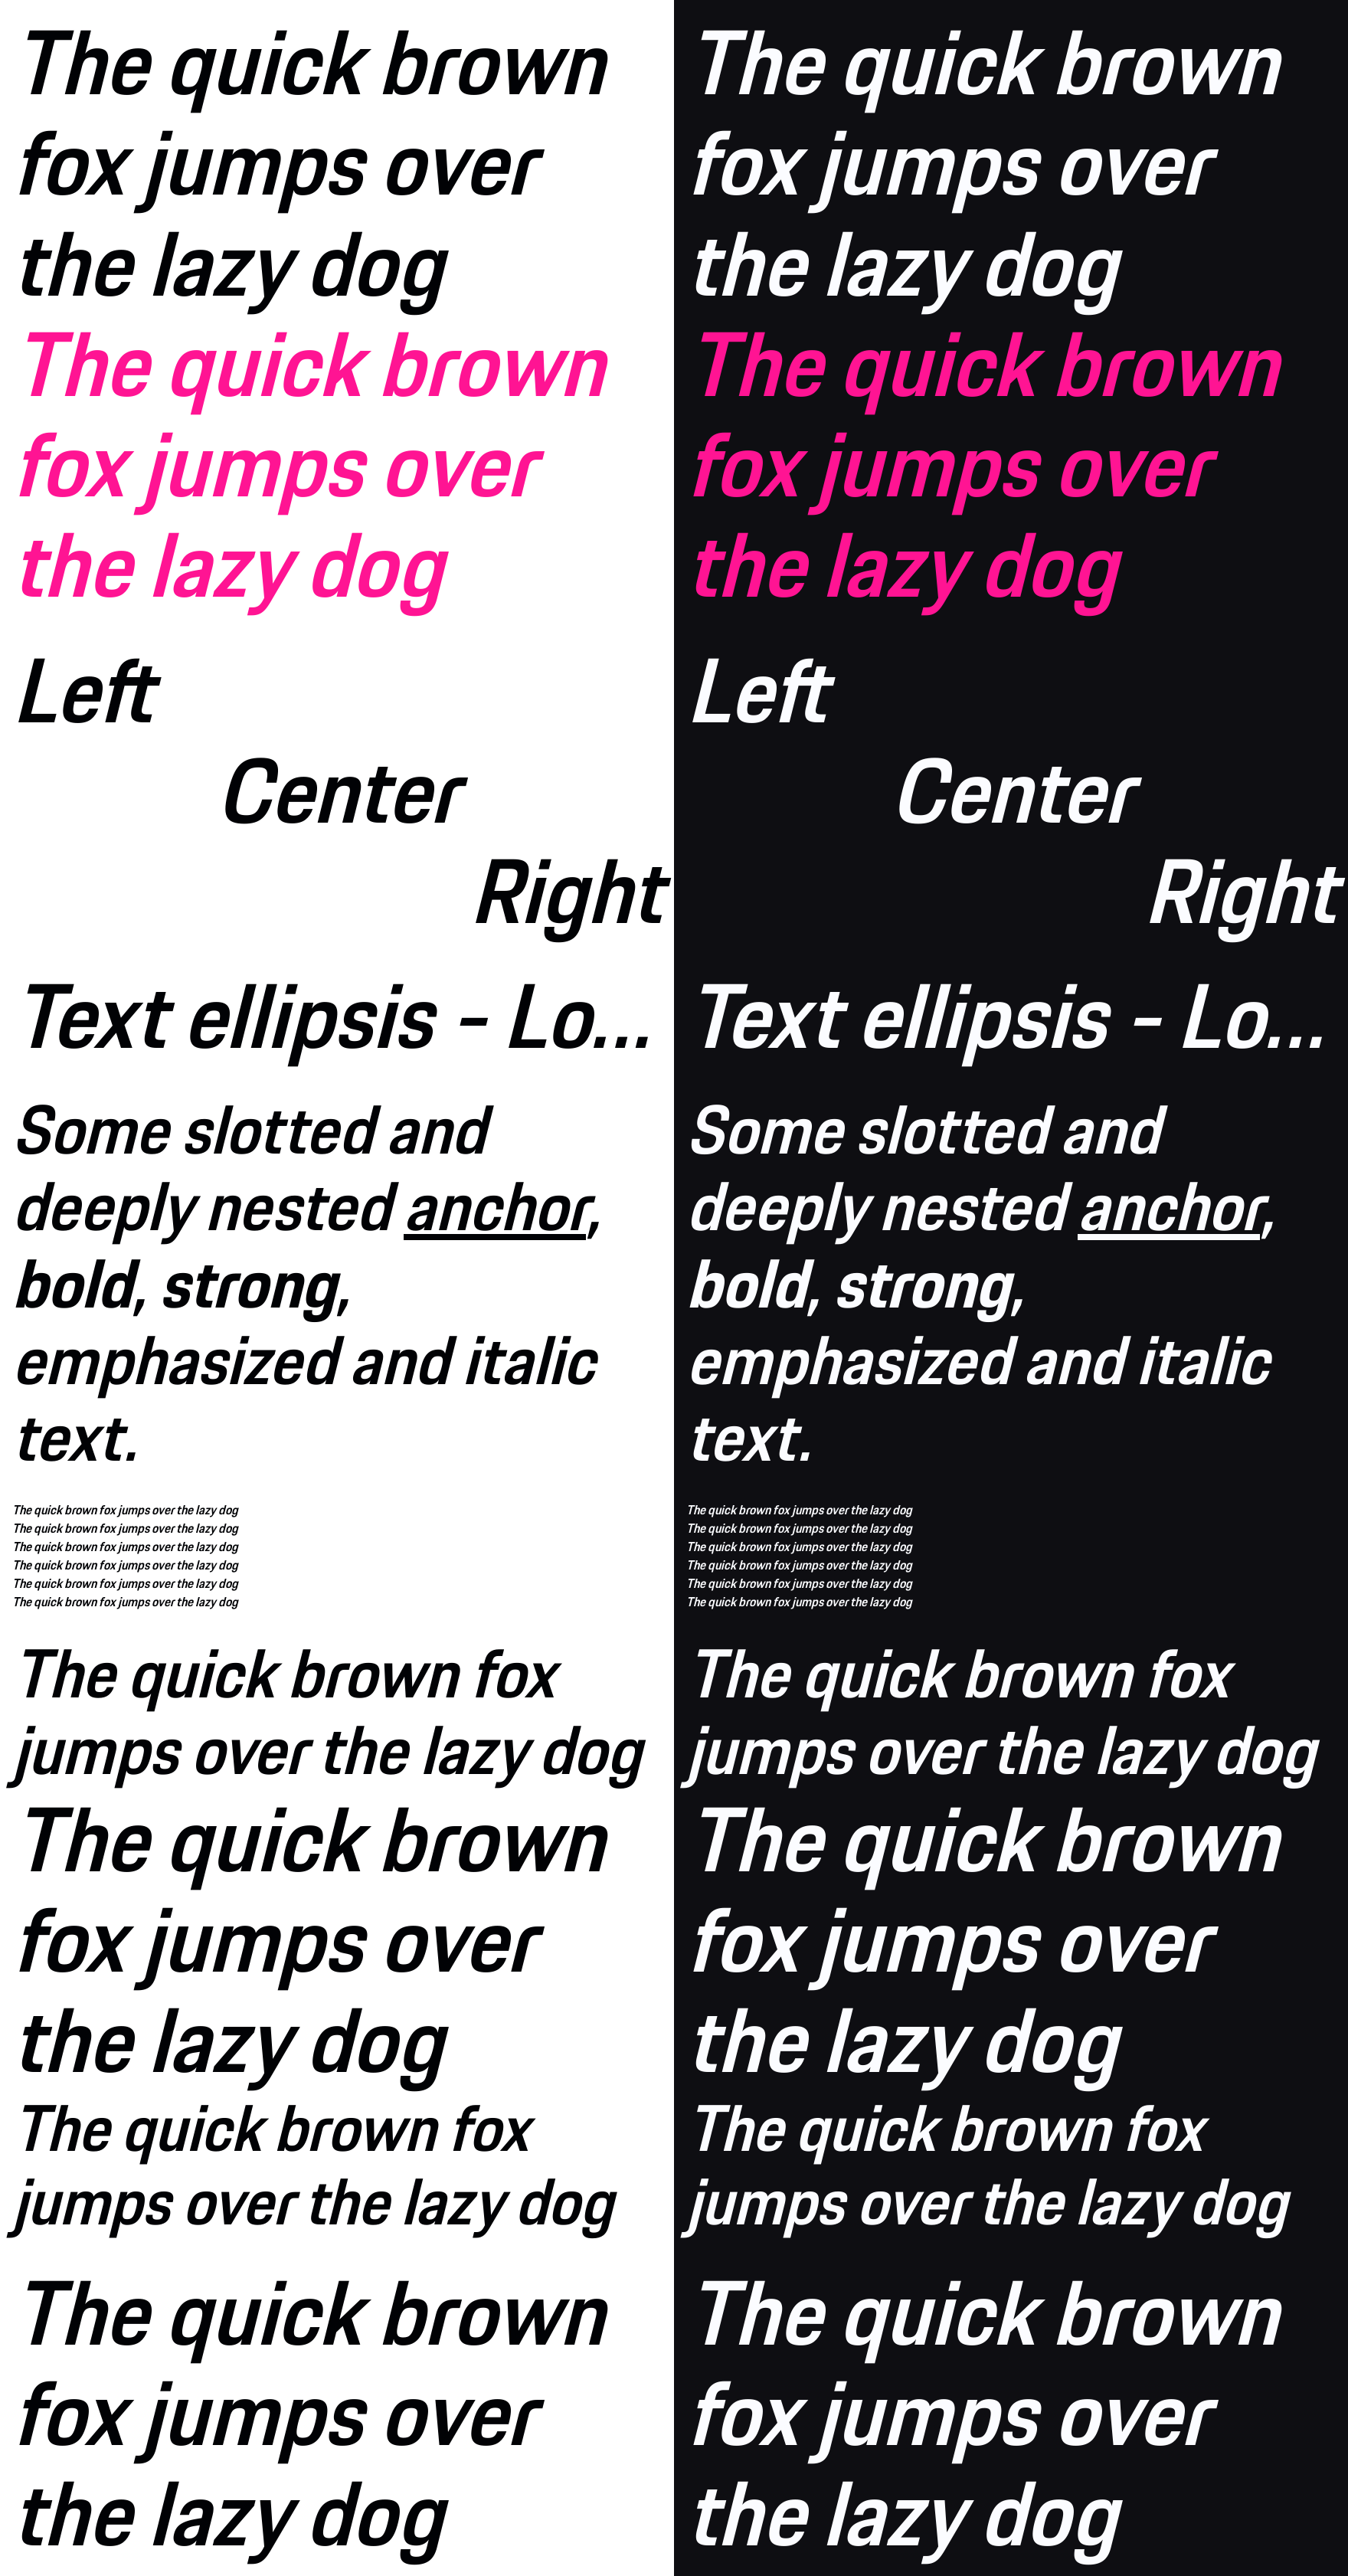 The quick brown
fox jumps over
the lazy dog
The quick brown
fox jumps over
the lazy dog
Left
Center
Right
Text ellipsis - Lo...
Some slotted and
deeply nested anchor,
bold, strong,
emphasized and italic
text.
The quick brown fox jumps over the lazy dog
The quick brown fox jumps over the lazy dog
The quick brown fox jumps over the lazy dog
The quick brown fox jumps over the lazy dog
The quick brown fox jumps over the lazy dog
The quick brown fox jumps over the lazy dog
The quick brown fox
jumps over the lazy dog
The quick brown
fox jumps over
the lazy dog
The quick brown fox
jumps over the lazy dog
The quick brown
fox jumps over
the lazy dog
The quick brown
fox jumps over
the lazy dog
The quick brown
fox jumps over
the lazy dog
Left
Center
Right
Text ellipsis - Lo...
Some slotted and
deeply nested anchor,
bold, strong,
emphasized and italic
text.
The quick brown fox jumps over the lazy dog
The quick brown fox jumps over the lazy dog
The quick brown fox jumps over the lazy dog
The quick brown fox jumps over the lazy dog
The quick brown fox jumps over the lazy dog
The quick brown fox jumps over the lazy dog
The quick brown fox
jumps over the lazy dog
The quick brown
fox jumps over
the lazy dog
The quick brown fox
jumps over the lazy dog
The quick brown
fox jumps over
the lazy dog